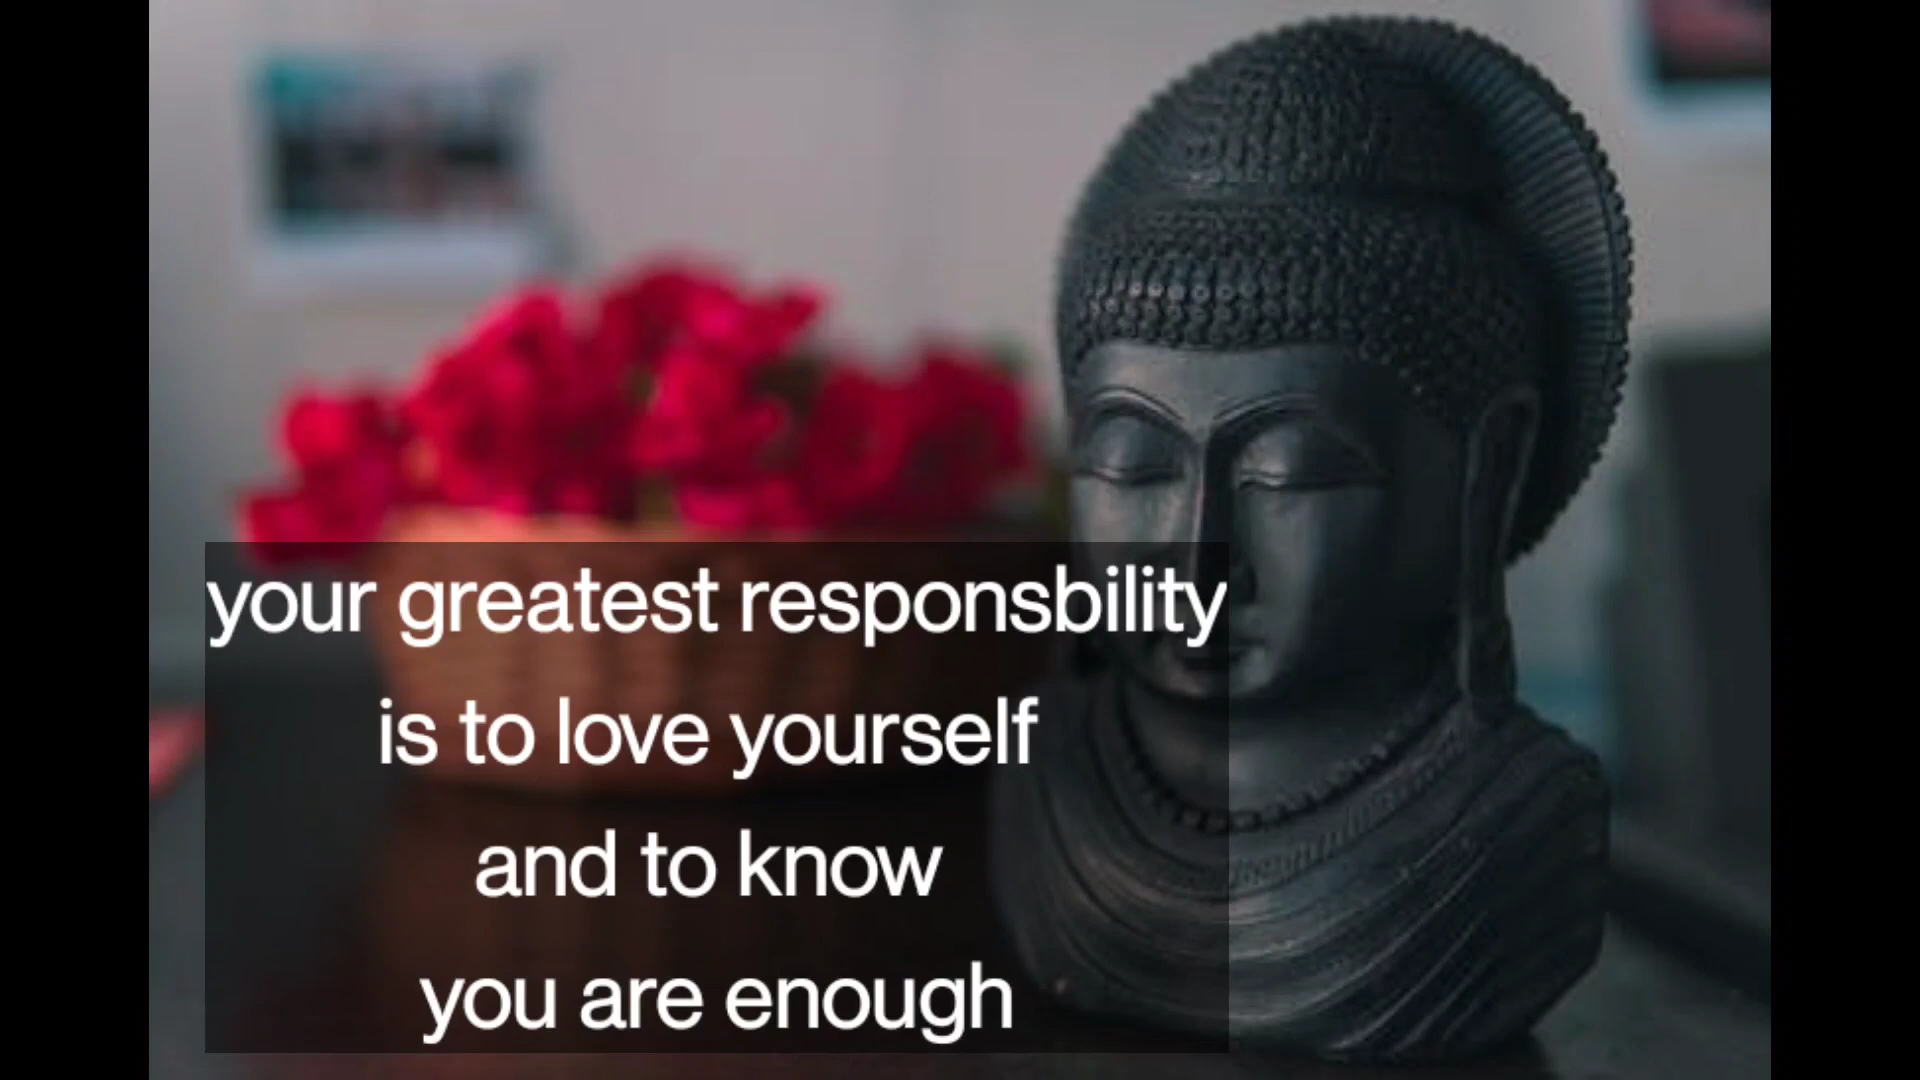 your greatest responsbility
is to love yourself
and to know
you are enough